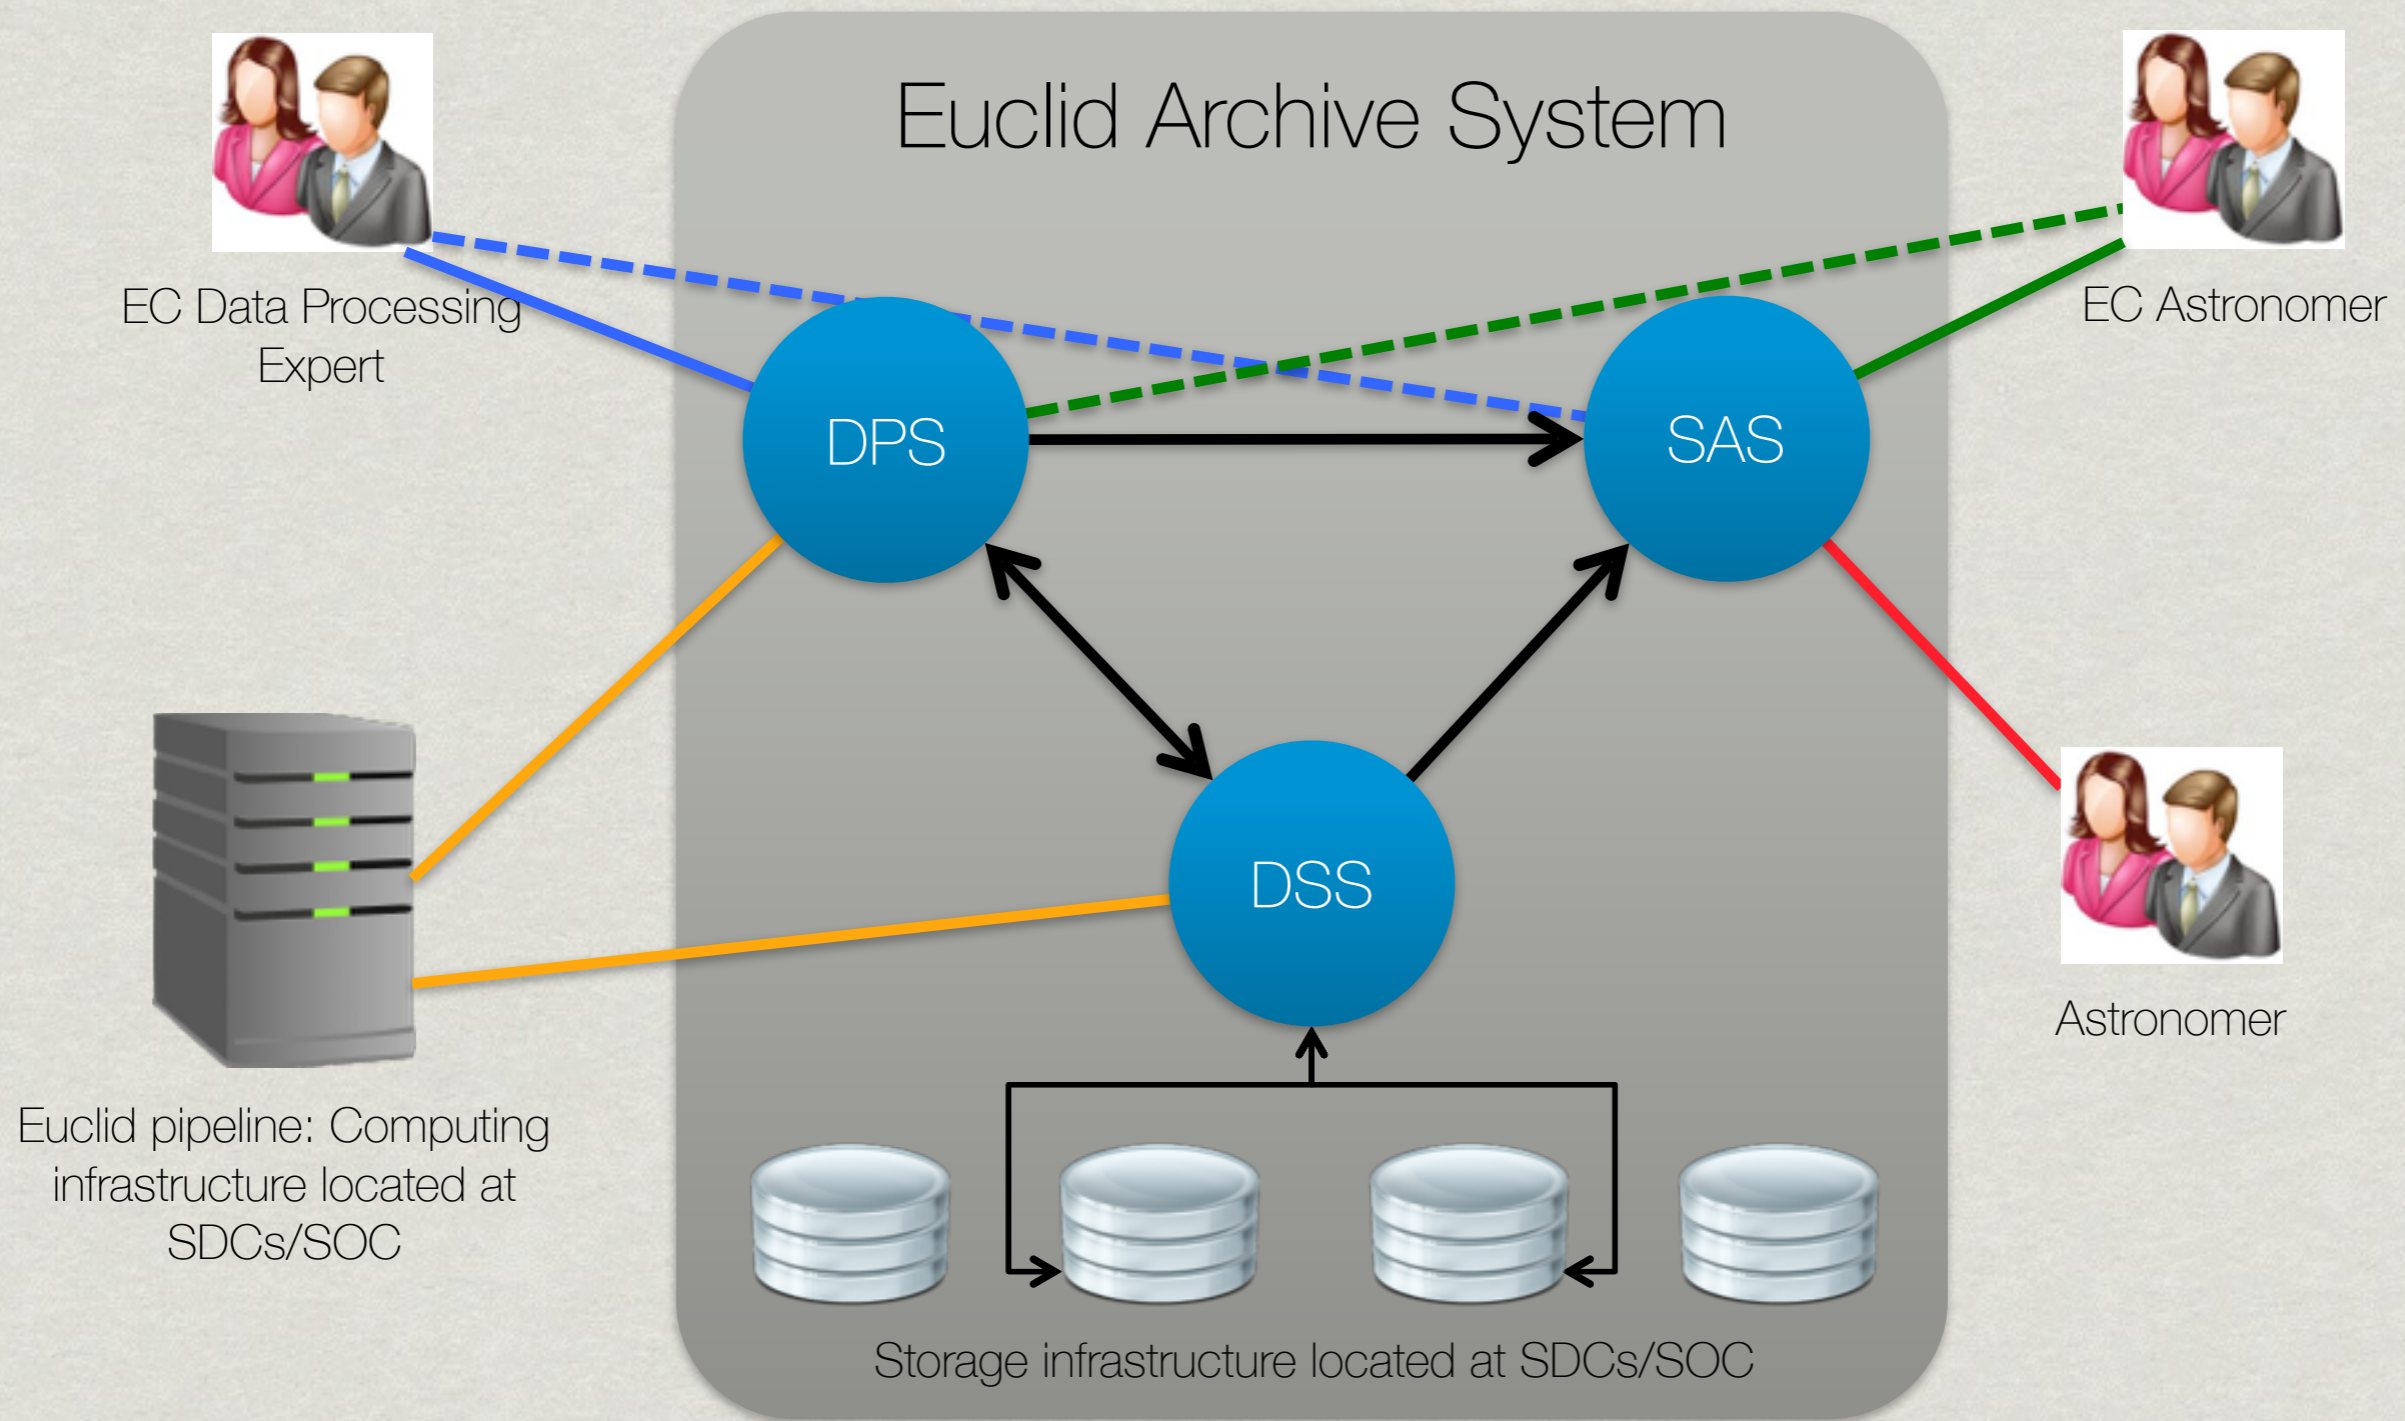 Euclid Archive System
EC Data Processing
Expert
EC Astronomer
DPS
SAS
DSS
Astronomer
Euclid pipeline: Computing
infrastructure located at
SDCs/SOC
Storage infrastructure located at SDCs/SOC